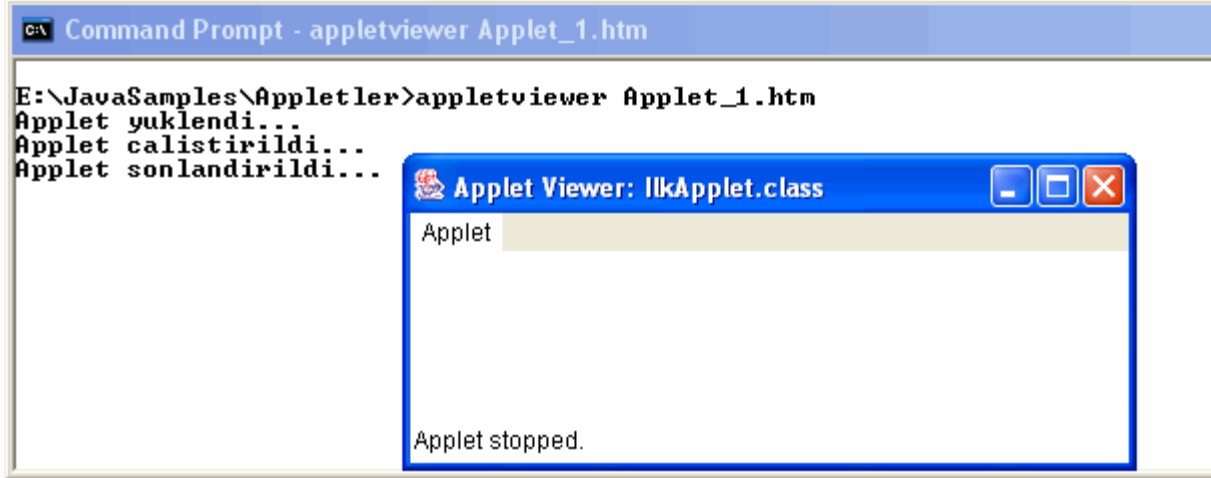 Command Prompt - appletviewer Applet_1.htm
E:\JavaSamples\Appletler>appletviewer Applet_1.htm
Applet yuklendi...
Applet calistirildi...
Applet sonlandirildi...
Applet Viewer: IlkApplet.class
Applet
Applet stopped.